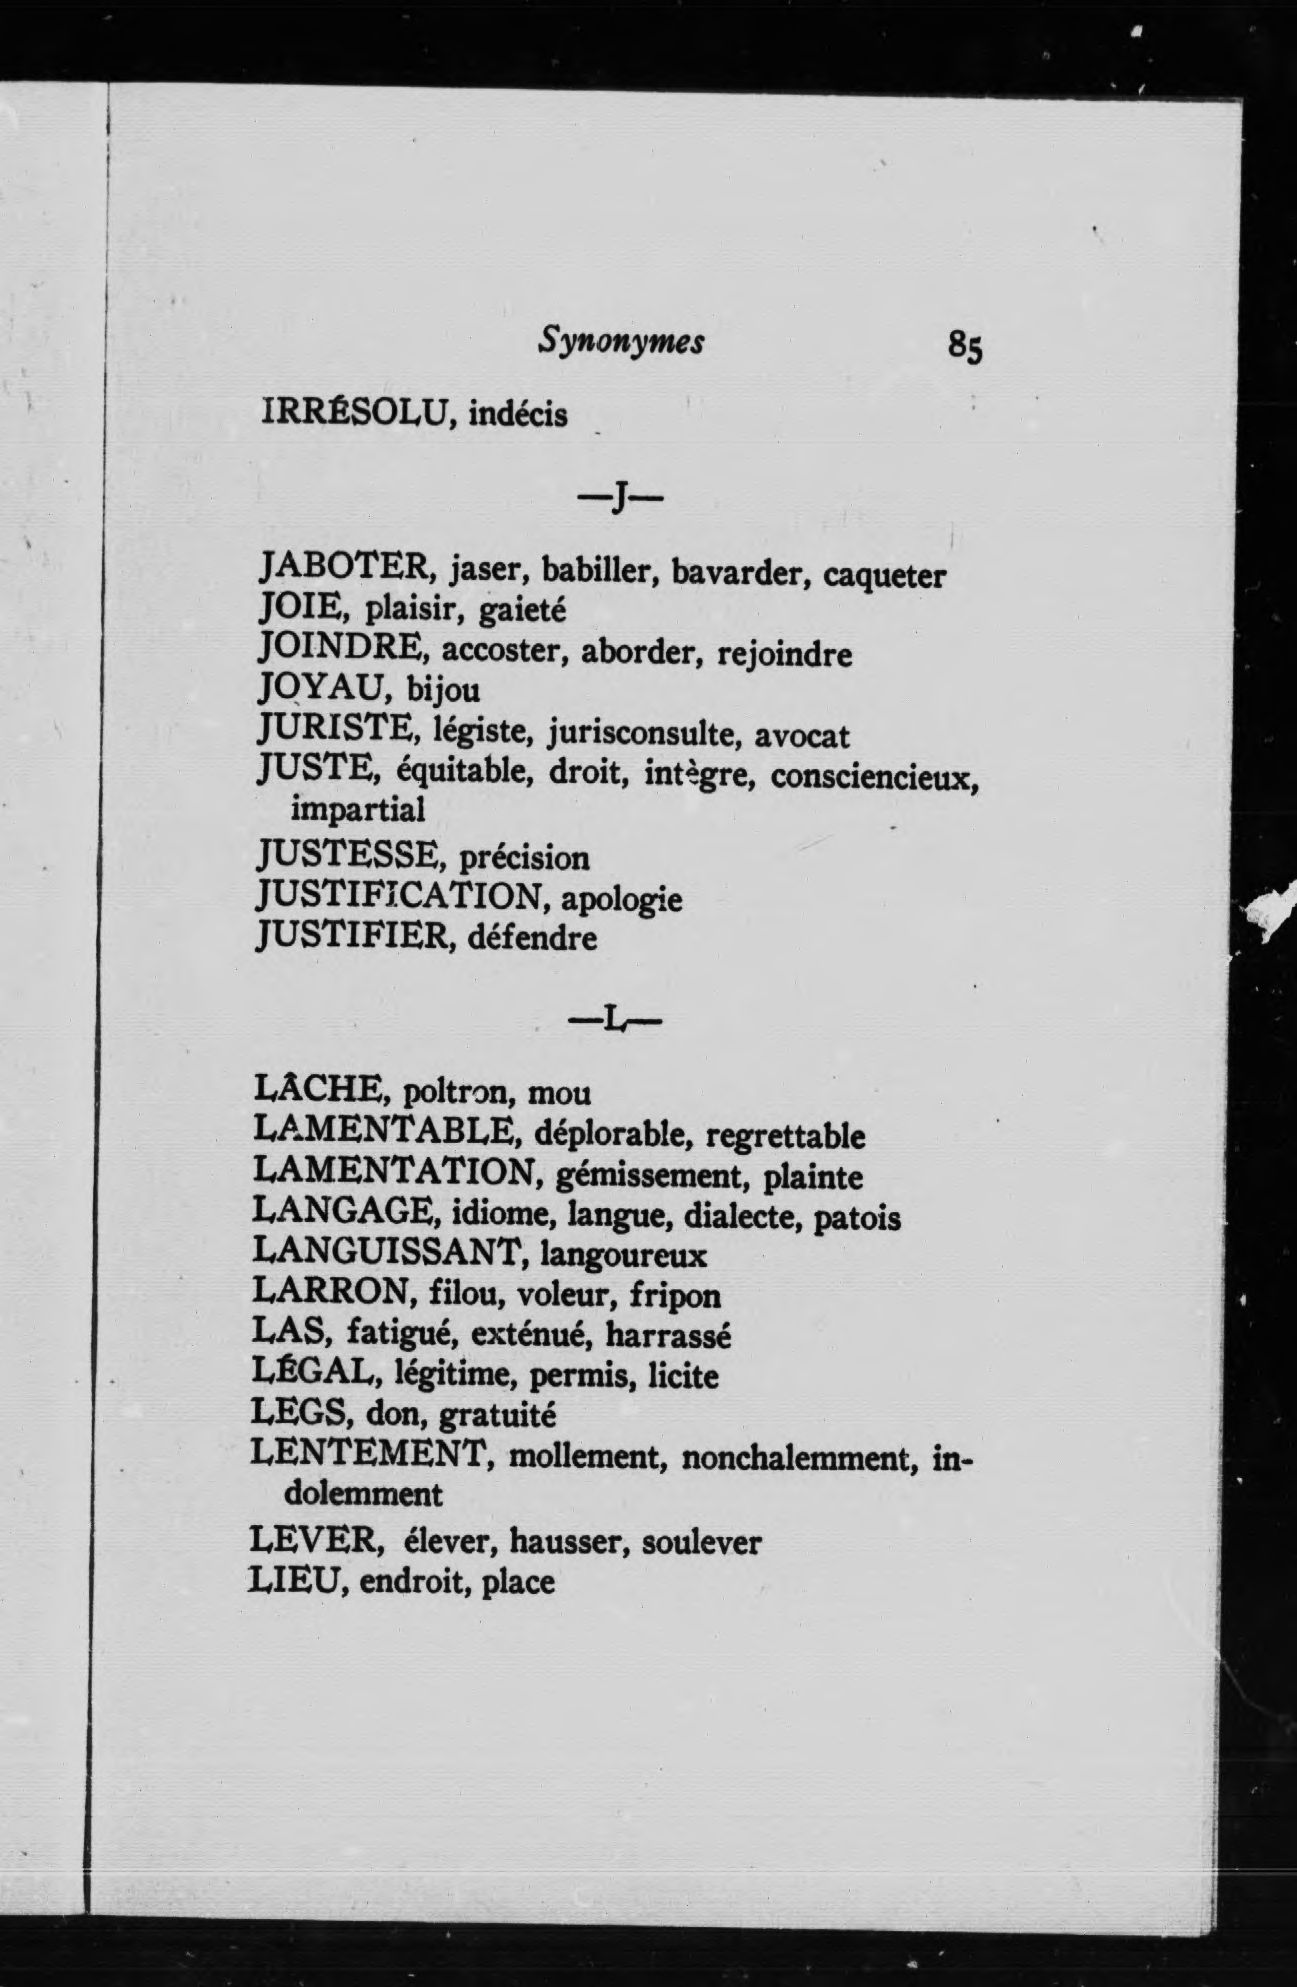 Synonymes 85
IRRÉSOLU, indécis
—J—
JABOTER, jaser, babiller, bavarder, caqueter
JOIE, plaisir, gaieté
JOINDRE, accoster, aborder, rejoindre
JOYAU, bijou
JURISTE, légiste, jurisconsulte, avocat
JUSTE, équitable, droit, intègre, consciencieux,
impartial
JUSTESSE, précision
JUSTIFICATION, apologie
JUSTIFIER, défendre
—L—
LÂCHE, poltron, mou
LAMENTABLE, déplorable, regrettable
LAMENTATION, gémissement, plainte
LANGAGE, idiome, langue, dialecte, patois
LANGUISSANT, langoureux
LARRON, filou, voleur, fripon
LAS, fatigué, exténué, harrassé
LÉGAL, légitime, permis, licite
LEGS, don, gratuité
LENTEMENT, mollement, nonchalemment, in-
dolemment
LEVER, élever, hausser, soulever
LIEU, endroit, place